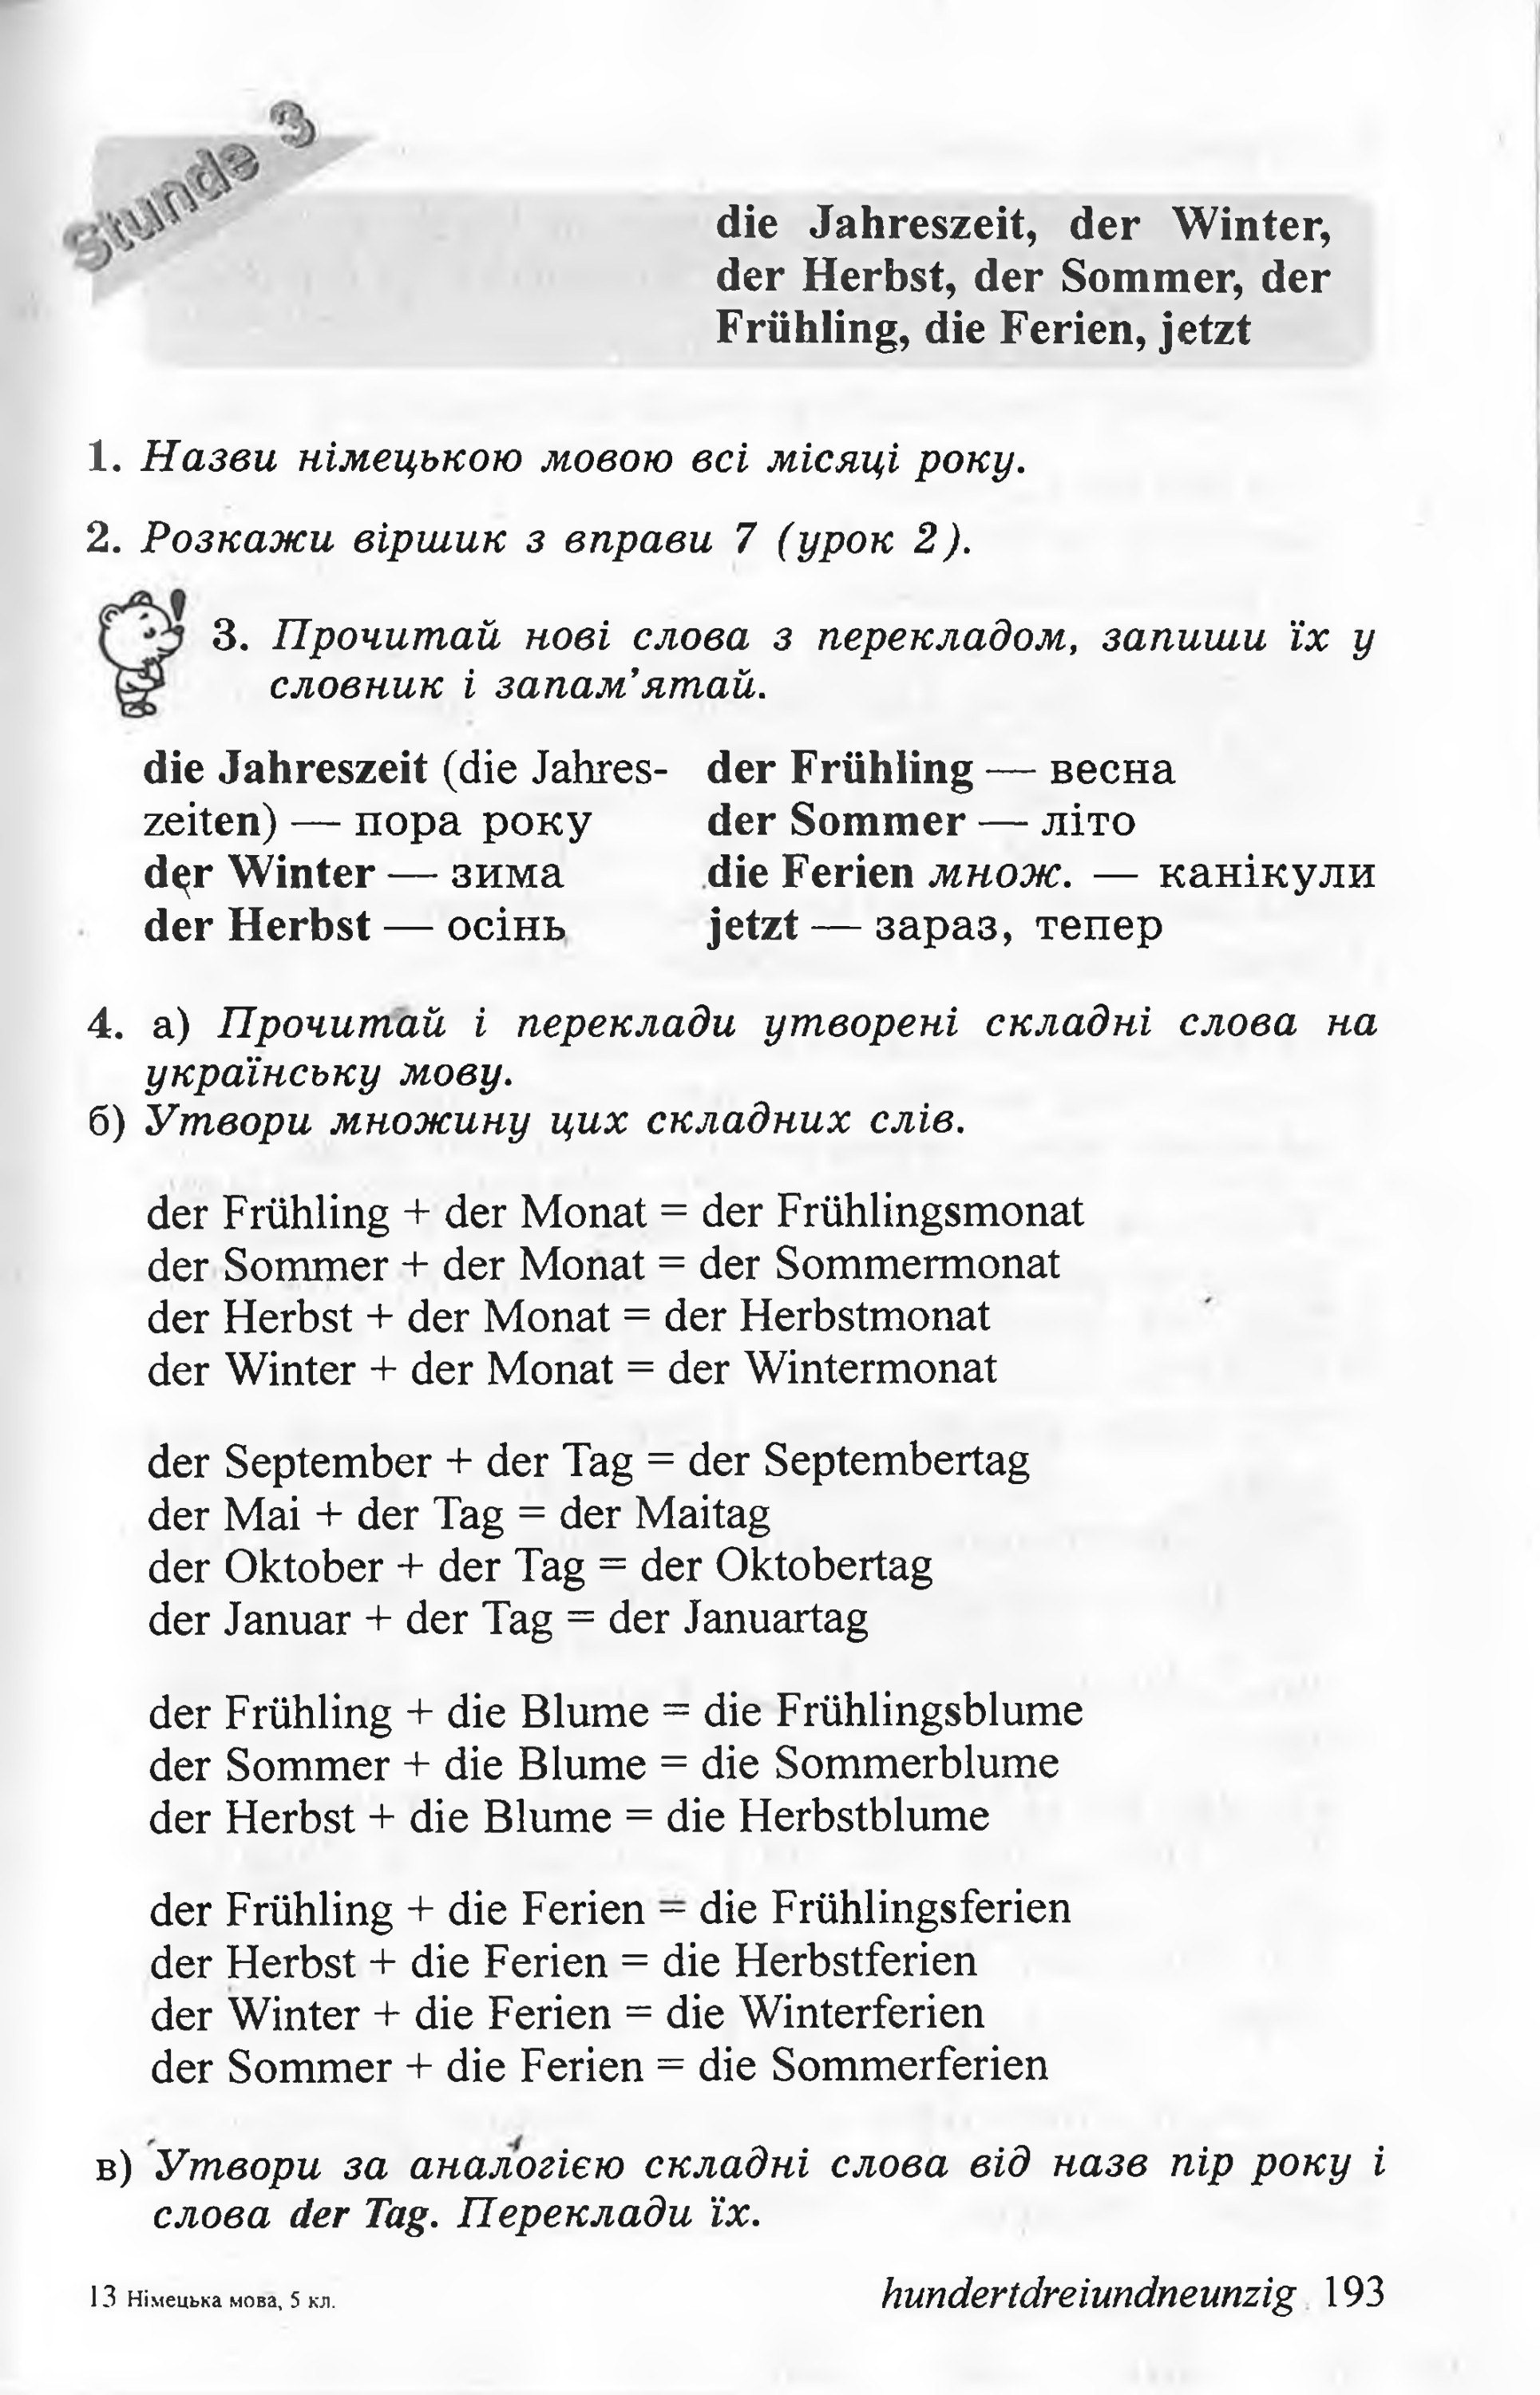 Stunde 3
die Jahreszeit, der Winter,
der Herbst, der Sommer, der
Frühling, die Ferien, jetzt
1. Назви німецькою мовою всі місяці року.
2. Розкажи віршик з вправи 7 (урок 2).
3. Прочитай нові слова з перекладом, запиши їх у
словник і запам’ятай.
die Jahreszeit (die Jahres-
zeiten) — пора року
der Winter — зима
der Herbst — осінь
der Frühling — весна
der Sommer — літо
die Ferien множ. — канікули
jetzt — зараз, тепер
4. а) Прочитай і переклади утворені складні слова на
українську мову.
б) Утвори множину цих складних слів.
der Frühling + der Monat = der Frühlingsmonat
der Sommer + der Monat = der Sommermonat
der Herbst + der Monat = der Herbstmonat
der Winter + der Monat = der Wintermonat
der September + der Tag = der Septembertag
der Mai + der Tag = der Maitag
der Oktober + der Tag = der Oktobertag
der Januar + der Tag = der Januartag
der Frühling + die Blume = die Frühlingsblume
der Sommer + die Blume = die Sommerblume
der Herbst + die Blume = die Herbstblume
der Frühling + die Ferien = die Frühlingsferien
der Herbst + die Ferien = die Herbstferien
der Winter + die Ferien = die Winterferien
der Sommer + die Ferien = die Sommerferien
в) Утвори за аналогією складні слова від назв пір року і
слова der Tag. Переклади їх.
13 Німецька мова, 5 кл.
hundertdreiundneunzig 193